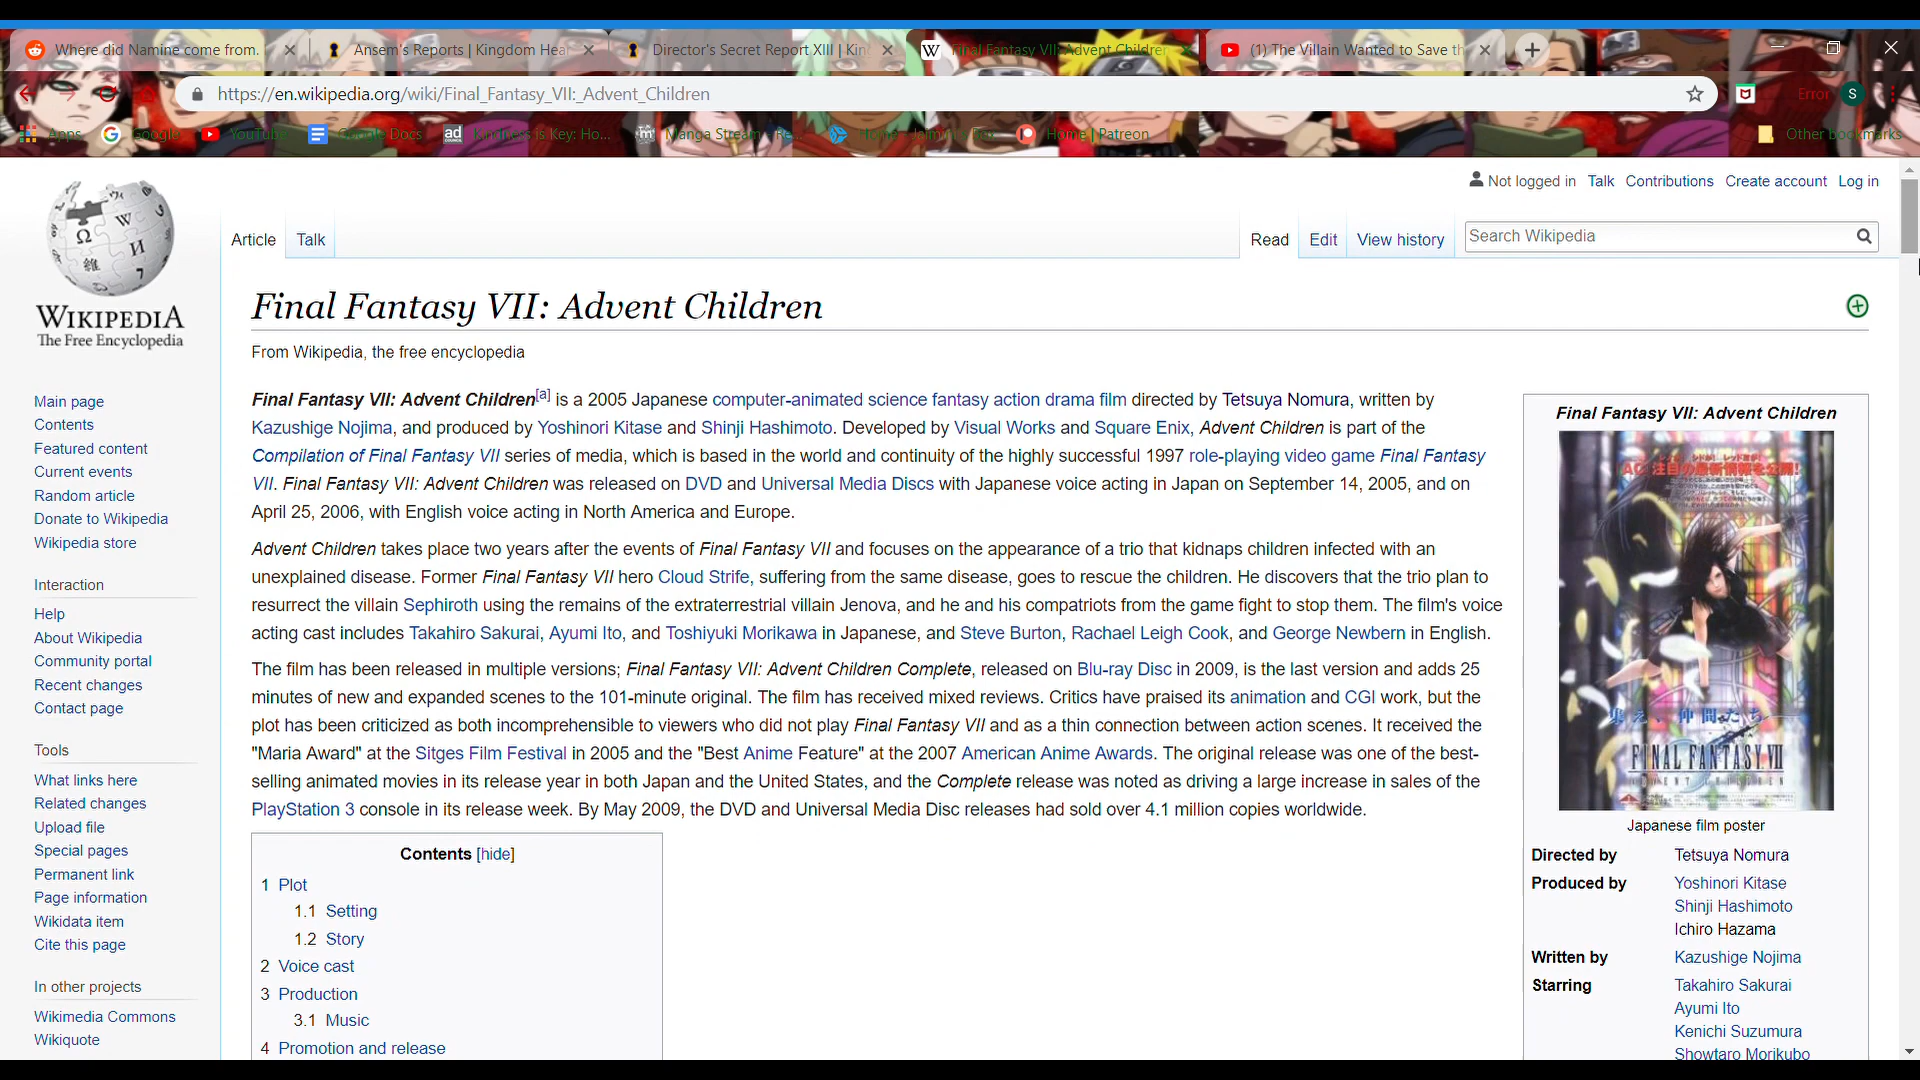 Where did Namine come from.
Ansem's Reports | Kingdom Hea
Director's Secret Report XIII | Kin
Final Fantasy VII: Advent Children
(1) The Villain Wanted to Save th
https://en.wikipedia.org/wiki/Final_Fantasy_VII:_Advent_Children
Error
S
Apps
Google
YouTube
Google Docs
Kindness is Key: Ho...
Manga Stream - Re...
Home | Patreon
Other bookmarks
Not logged in
Talk
Contributions
Create account
Log in
Article
Talk
Read
Edit
View history
Search Wikipedia
WIKIPEDIA
The Free Encyclopedia
Main page
Contents
Featured content
Current events
Random article
Donate to Wikipedia
Wikipedia store
Interaction
Help
About Wikipedia
Community portal
Recent changes
Contact page
Tools
What links here
Related changes
Upload file
Special pages
Permanent link
Page information
Wikidata item
Cite this page
In other projects
Wikimedia Commons
Wikiquote
Final Fantasy VII: Advent Children
From Wikipedia, the free encyclopedia
Final Fantasy VII: Advent Children[a] is a 2005 Japanese computer-animated science fantasy action drama film directed by Tetsuya Nomura, written by
Kazushige Nojima, and produced by Yoshinori Kitase and Shinji Hashimoto. Developed by Visual Works and Square Enix, Advent Children is part of the
Compilation of Final Fantasy VII series of media, which is based in the world and continuity of the highly successful 1997 role-playing video game Final Fantasy
VII. Final Fantasy VII: Advent Children was released on DVD and Universal Media Discs with Japanese voice acting in Japan on September 14, 2005, and on
April 25, 2006, with English voice acting in North America and Europe.
Advent Children takes place two years after the events of Final Fantasy VII and focuses on the appearance of a trio that kidnaps children infected with an
unexplained disease. Former Final Fantasy VII hero Cloud Strife, suffering from the same disease, goes to rescue the children. He discovers that the trio plan to
resurrect the villain Sephiroth using the remains of the extraterrestrial villain Jenova, and he and his compatriots from the game fight to stop them. The film's voice
acting cast includes Takahiro Sakurai, Ayumi Ito, and Toshiyuki Morikawa in Japanese, and Steve Burton, Rachael Leigh Cook, and George Newbern in English.
The film has been released in multiple versions; Final Fantasy VII: Advent Children Complete, released on Blu-ray Disc in 2009, is the last version and adds 25
minutes of new and expanded scenes to the 101-minute original. The film has received mixed reviews. Critics have praised its animation and CGI work, but the
plot has been criticized as both incomprehensible to viewers who did not play Final Fantasy VII and as a thin connection between action scenes. It received the
"Maria Award" at the Sitges Film Festival in 2005 and the "Best Anime Feature" at the 2007 American Anime Awards. The original release was one of the best-
selling animated movies in its release year in both Japan and the United States, and the Complete release was noted as driving a large increase in sales of the
PlayStation 3 console in its release week. By May 2009, the DVD and Universal Media Disc releases had sold over 4.1 million copies worldwide.
Contents [hide]
1 Plot
1.1 Setting
1.2 Story
2 Voice cast
3 Production
3.1 Music
4 Promotion and release
Final Fantasy VII: Advent Children
集え、仲間たち
FINAL FANTASY VII
ADVENT CHILDREN
Japanese film poster
Directed by Tetsuya Nomura
Produced by Yoshinori Kitase
Shinji Hashimoto
Ichiro Hazama
Written by Kazushige Nojima
Starring Takahiro Sakurai
Ayumi Ito
Kenichi Suzumura
Showtaro Morikubo